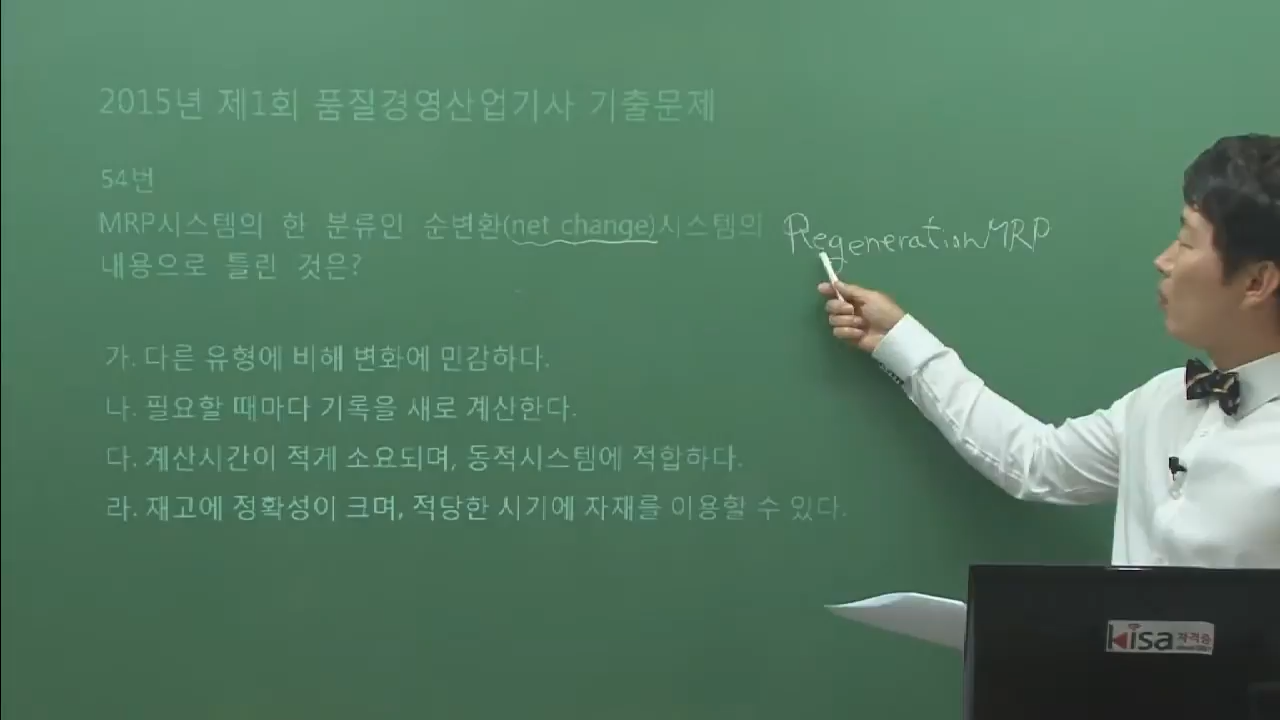 2015년 제1회 품질경영산업기사 기출문제
54번
MRP시스템의 한 분류인 순변환(net change)시스템의
Regeneration MRP
내용으로 틀린 것은?
가. 다른 유형에 비해 변화에 민감하다.
나. 필요할 때마다 기록을 새로 계산한다.
다. 계산시간이 적게 소요되며, 동적시스템에 적합하다.
라. 재고에 정확성이 크며, 적당한 시기에 자재를 이용할 수 있다.
kisa 자격증